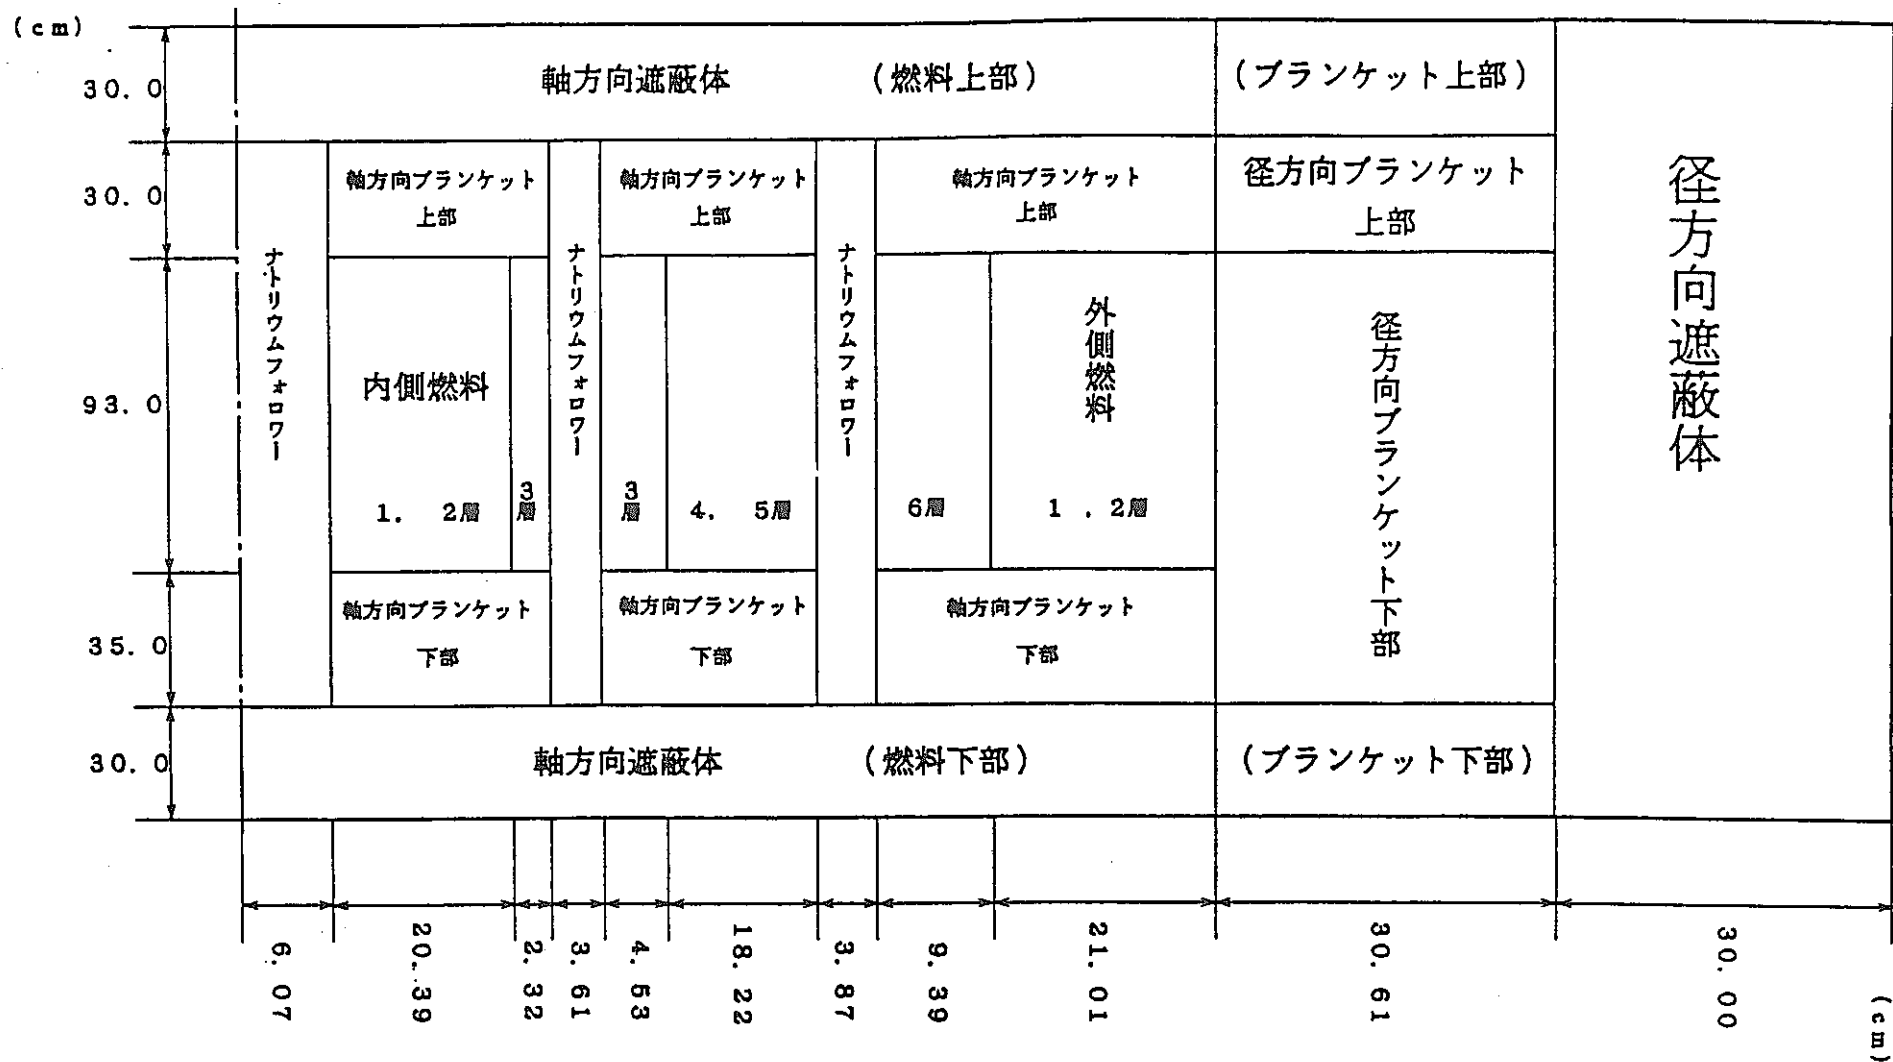 (cm)
30.0
軸方向遮蔽体 (燃料上部) (ブランケット上部)
30.0
軸方向ブランケット
上部
軸方向ブランケット
上部
軸方向ブランケット
上部
径方向ブランケット
上部
径方向遮蔽体
93.0
ナトリウムフォロワー
内側燃料
1. 2層
3層
ナトリウムフォロワー
3層
4. 5層
ナトリウムフォロワー
6層
外側燃料
1 . 2層
径方向ブランケット下部
35.0
軸方向ブランケット
下部
軸方向ブランケット
下部
軸方向ブランケット
下部
30.0
軸方向遮蔽体 (燃料下部) (ブランケット下部)
6.07
20.39
2.32
3.61
4.53
18.22
3.87
9.39
21.01
30.61
30.00
(cm)